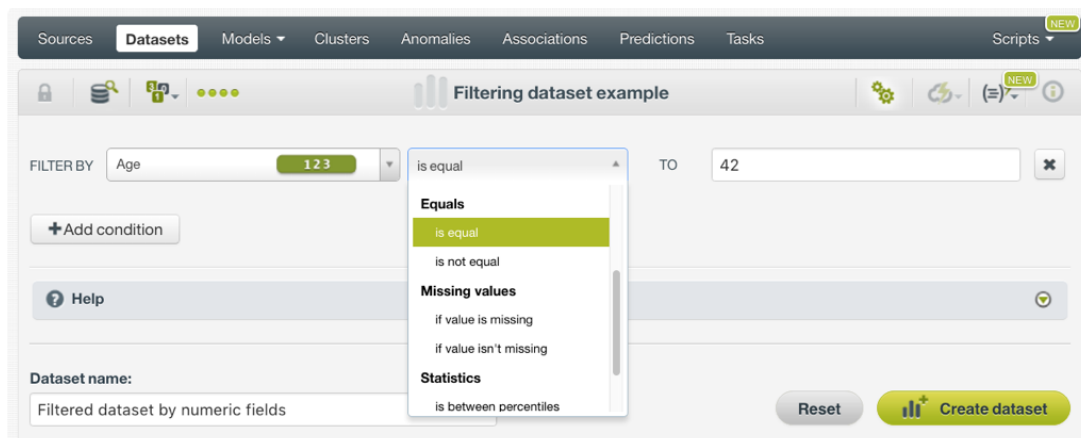 Sources Datasets Models Clusters Anomalies Associations Predictions Tasks Scripts NEW
Filtering dataset example NEW
FILTER BY Age 123 is equal TO 42
Equals
+Add condition
is equal
is not equal
Missing values
Help
if value is missing
if value isn't missing
Statistics
Dataset name:
is between percentiles
Filtered dataset by numeric fields
Reset Create dataset